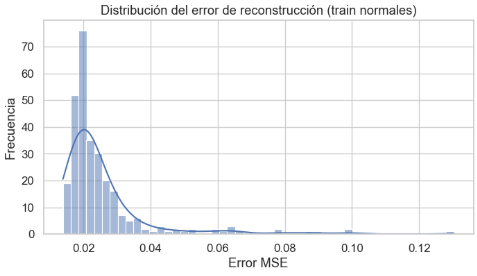 Distribución del error de reconstrucción (train normales)
Frecuencia
70
60
50
40
30
20
10
0
0.02 0.04 0.06 0.08 0.10 0.12
Error MSE